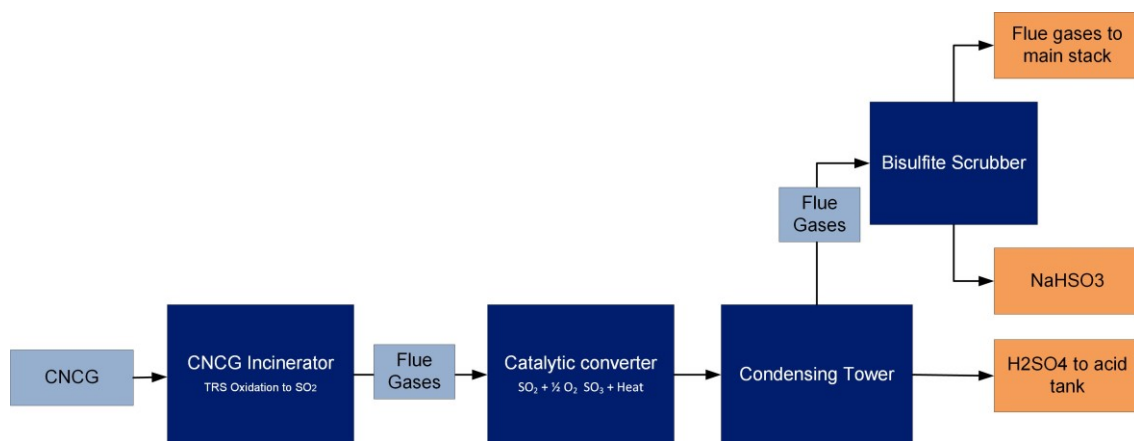 Flue gases to
main stack
Bisulfite Scrubber
Flue
Gases
NaHSO3
CNCG
CNCG Incinerator
TRS Oxidation to SO₂
Flue
Gases
Catalytic converter
SO₂ + ½ O₂ SO₃ + Heat
Condensing Tower
H2SO4 to acid
tank